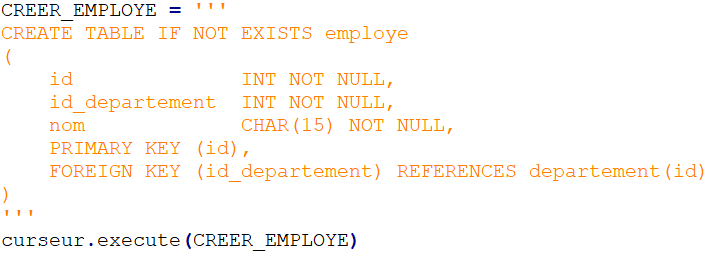 CREER_EMPLOYE = '''
CREATE TABLE IF NOT EXISTS employe
(
    id              INT NOT NULL,
    id_departement  INT NOT NULL,
    nom             CHAR(15) NOT NULL,
    PRIMARY KEY (id),
    FOREIGN KEY (id_departement) REFERENCES departement(id)
)
'''
curseur.execute(CREER_EMPLOYE)